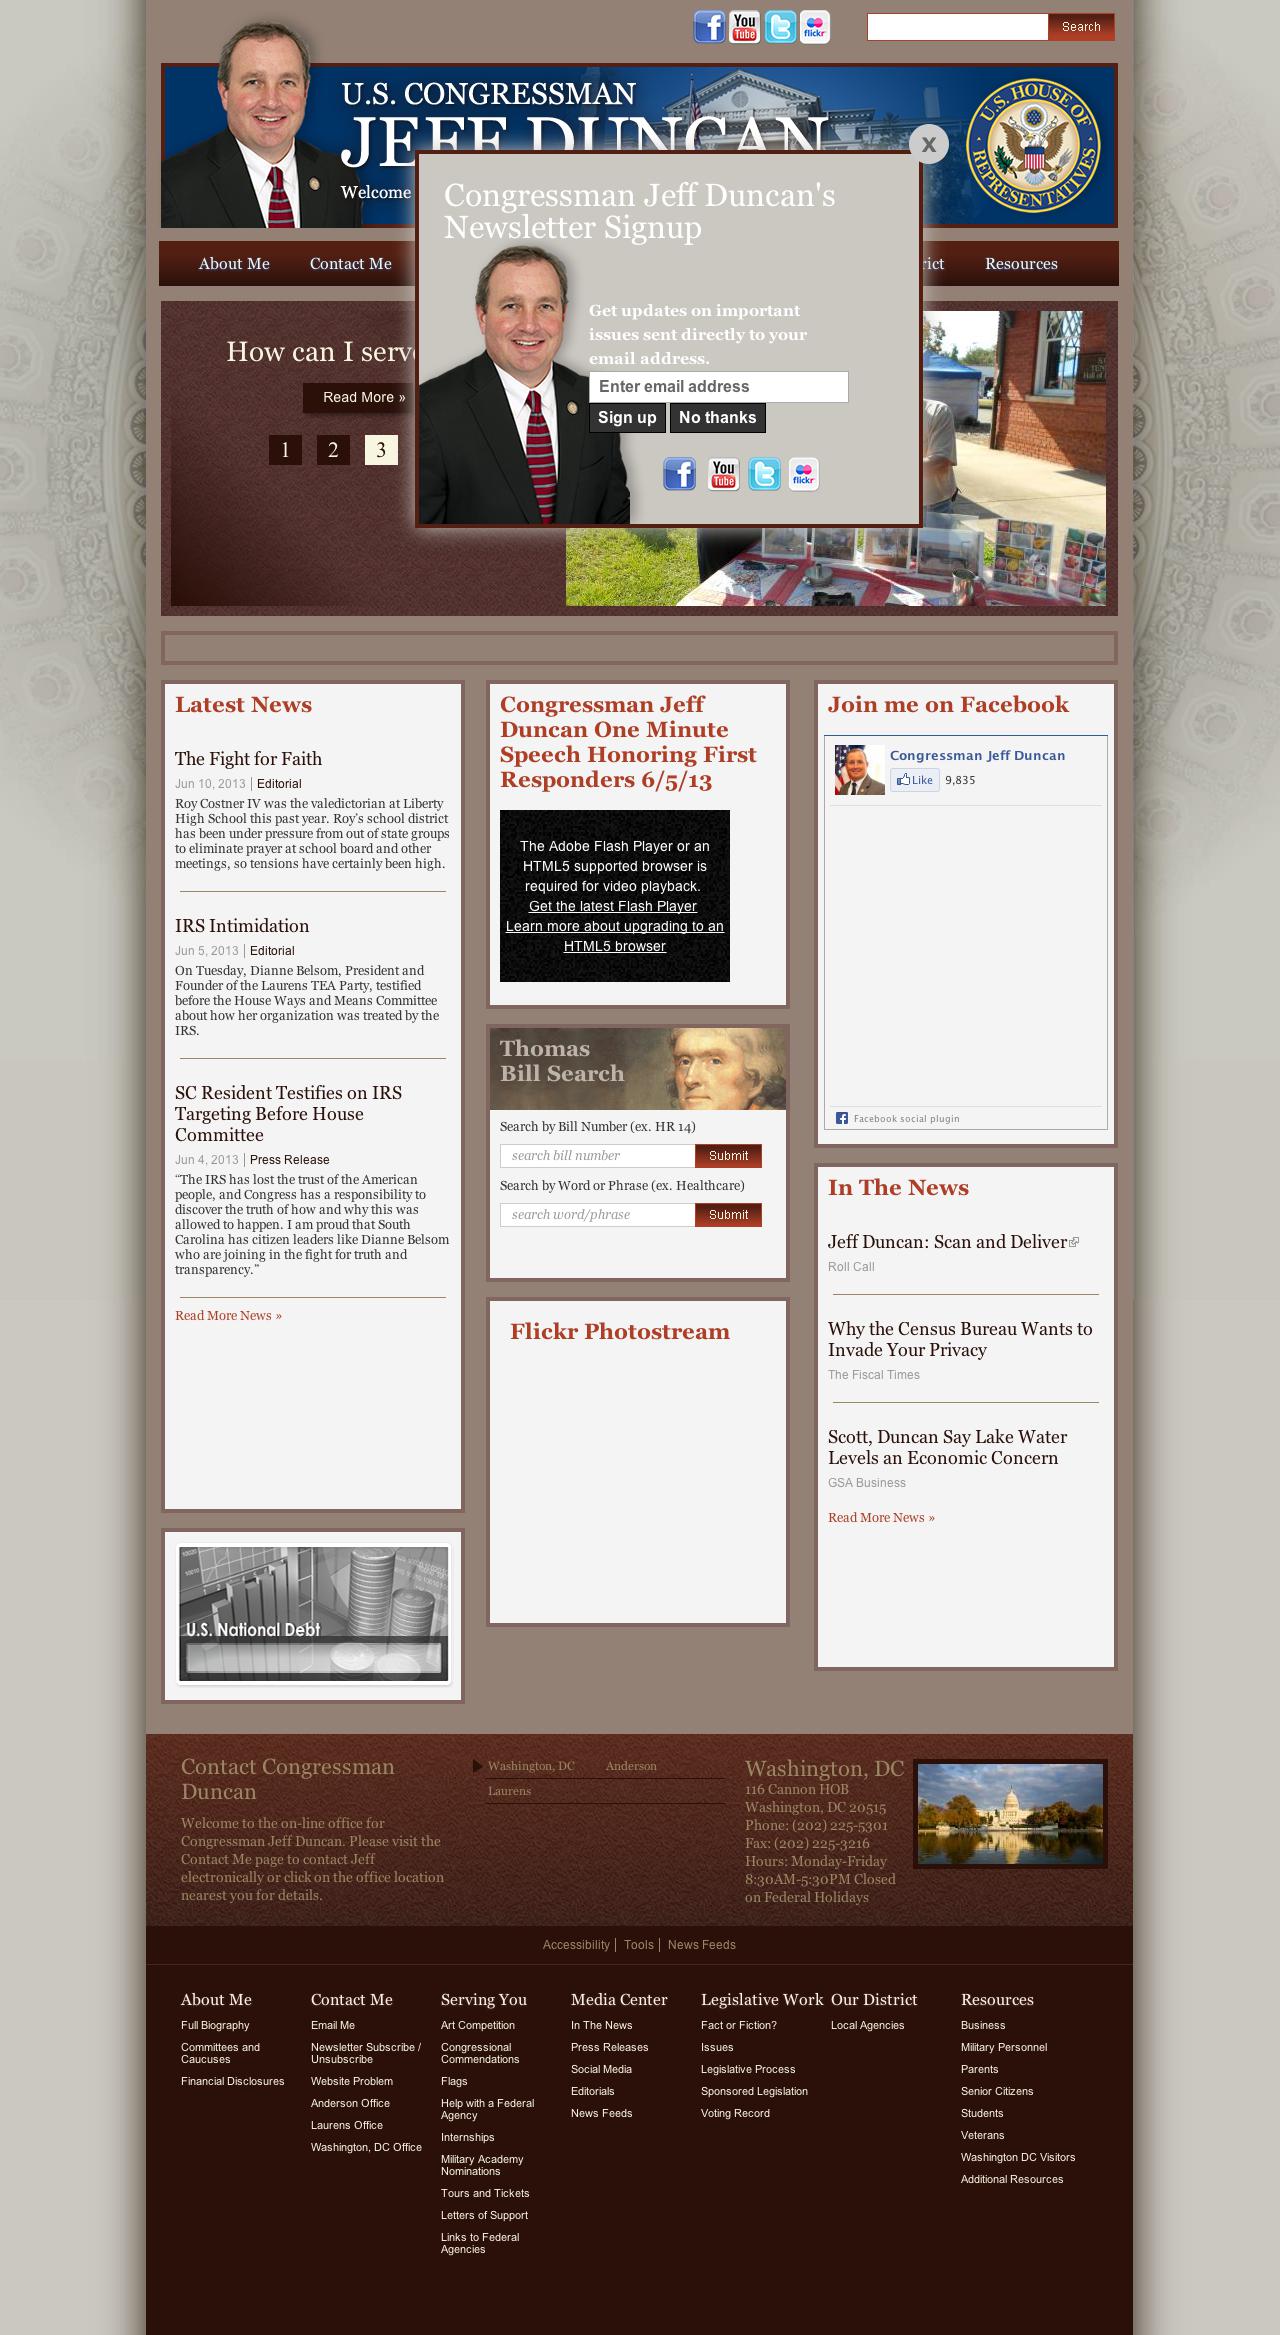 You
Tube
flickr
Search
U.S. CONGRESSMAN
JEFF DUNCAN
Welcome
U.S. HOUSE OF REPRESENTATIVES
X
Congressman Jeff Duncan's
Newsletter Signup
Get updates on important
issues sent directly to your
email address.
Enter email address
Sign up No thanks
You
Tube
flickr
About Me Contact Me Resources
How can I serve
Read More »
1 2 3
Latest News
The Fight for Faith
Jun 10, 2013 | Editorial
Roy Costner IV was the valedictorian at Liberty
High School this past year. Roy's school district
has been under pressure from out of state groups
to eliminate prayer at school board and other
meetings, so tensions have certainly been high.
IRS Intimidation
Jun 5, 2013 | Editorial
On Tuesday, Dianne Belsom, President and
Founder of the Laurens TEA Party, testified
before the House Ways and Means Committee
about how her organization was treated by the
IRS.
SC Resident Testifies on IRS
Targeting Before House
Committee
Jun 4, 2013 | Press Release
“The IRS has lost the trust of the American
people, and Congress has a responsibility to
discover the truth of how and why this was
allowed to happen. I am proud that South
Carolina has citizen leaders like Dianne Belsom
who are joining in the fight for truth and
transparency.”
Read More News »
U.S. National Debt
Congressman Jeff
Duncan One Minute
Speech Honoring First
Responders 6/5/13
The Adobe Flash Player or an
HTML5 supported browser is
required for video playback.
Get the latest Flash Player
Learn more about upgrading to an
HTML5 browser
Thomas
Bill Search
Search by Bill Number (ex. HR 14)
search bill number Submit
Search by Word or Phrase (ex. Healthcare)
search word/phrase Submit
Flickr Photostream
Join me on Facebook
Congressman Jeff Duncan
Like 9,835
Facebook social plugin
In The News
Jeff Duncan: Scan and Deliver
Roll Call
Why the Census Bureau Wants to
Invade Your Privacy
The Fiscal Times
Scott, Duncan Say Lake Water
Levels an Economic Concern
GSA Business
Read More News »
Contact Congressman
Duncan
Welcome to the on-line office for
Congressman Jeff Duncan. Please visit the
Contact Me page to contact Jeff
electronically or click on the office location
nearest you for details.
Washington, DC Anderson
Laurens
Washington, DC
116 Cannon HOB
Washington, DC 20515
Phone: (202) 225-5301
Fax: (202) 225-3216
Hours: Monday-Friday
8:30AM-5:30PM Closed
on Federal Holidays
Accessibility | Tools | News Feeds
About Me
Full Biography
Committees and
Caucuses
Financial Disclosures
Contact Me
Email Me
Newsletter Subscribe /
Unsubscribe
Website Problem
Anderson Office
Laurens Office
Washington, DC Office
Serving You
Art Competition
Congressional
Commendations
Flags
Help with a Federal
Agency
Internships
Military Academy
Nominations
Tours and Tickets
Letters of Support
Links to Federal
Agencies
Media Center
In The News
Press Releases
Social Media
Editorials
News Feeds
Legislative Work
Fact or Fiction?
Issues
Legislative Process
Sponsored Legislation
Voting Record
Our District
Local Agencies
Resources
Business
Military Personnel
Parents
Senior Citizens
Students
Veterans
Washington DC Visitors
Additional Resources